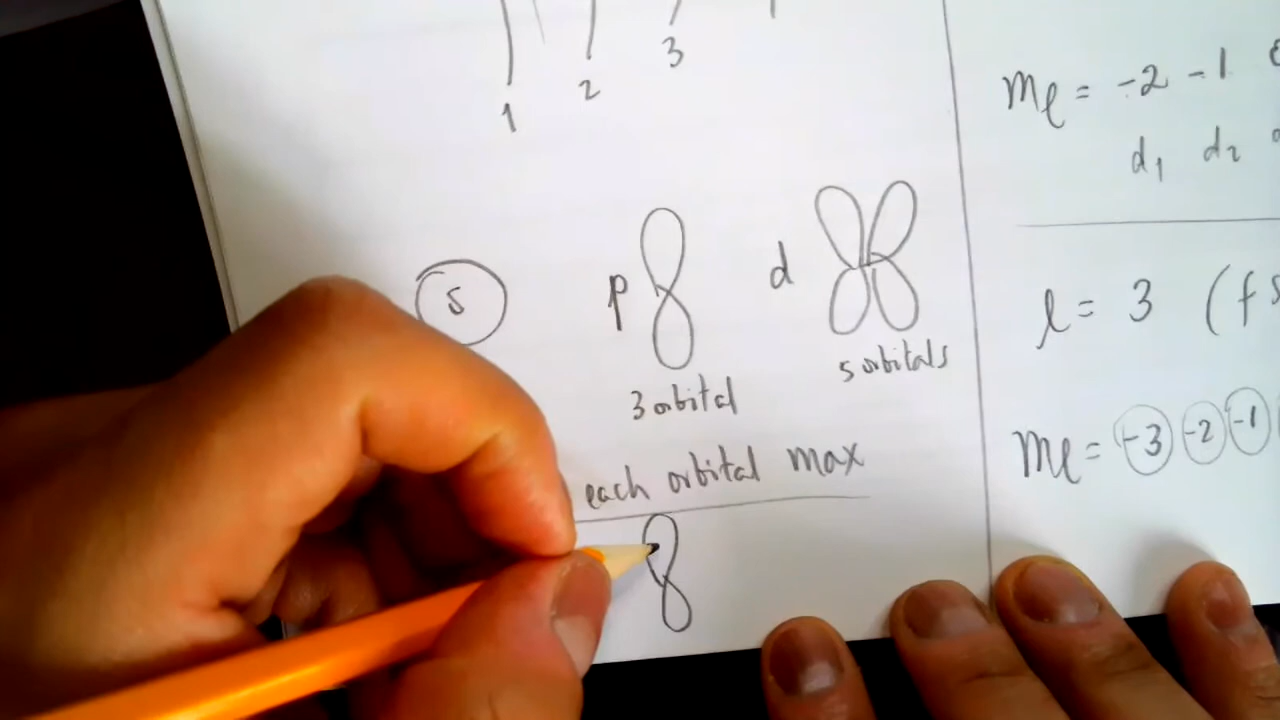 1 2 3
s p d
3 orbital 5 orbitals
each orbital max
mℓ = -2 -1
d₁ d₂
ℓ = 3 (f
mℓ = -3 -2 -1